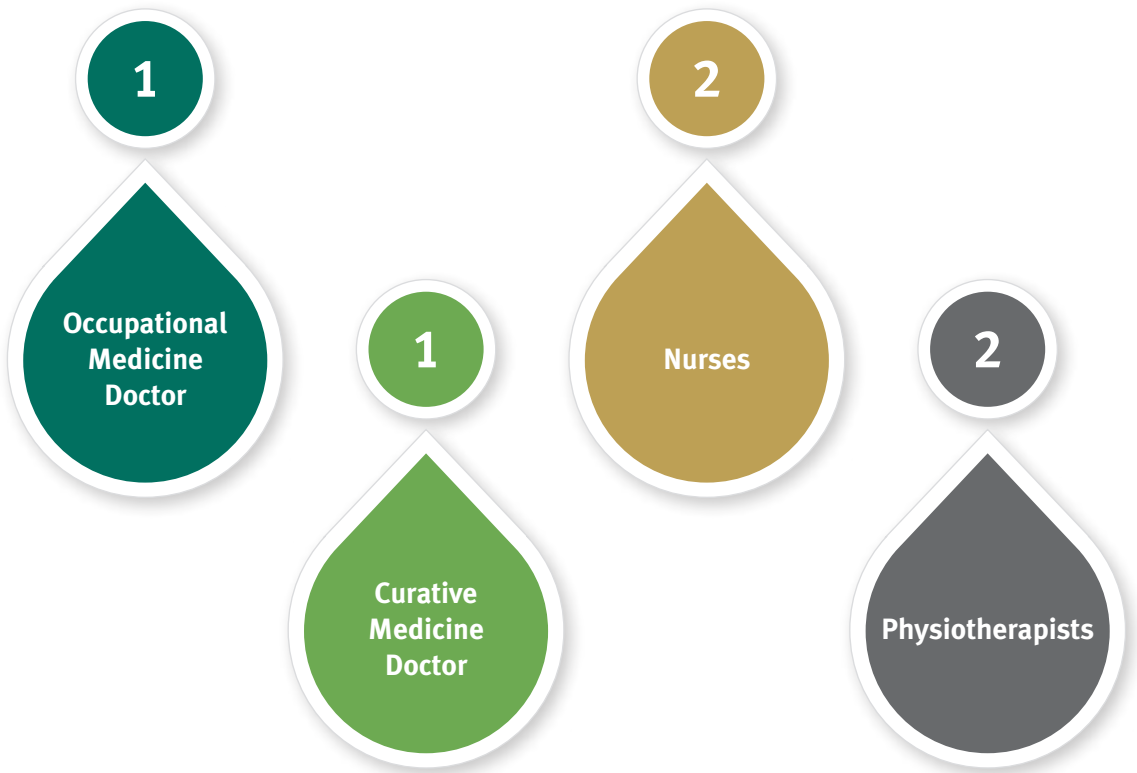 1
Occupational
Medicine
Doctor
1
Curative
Medicine
Doctor
2
Nurses
2
Physiotherapists